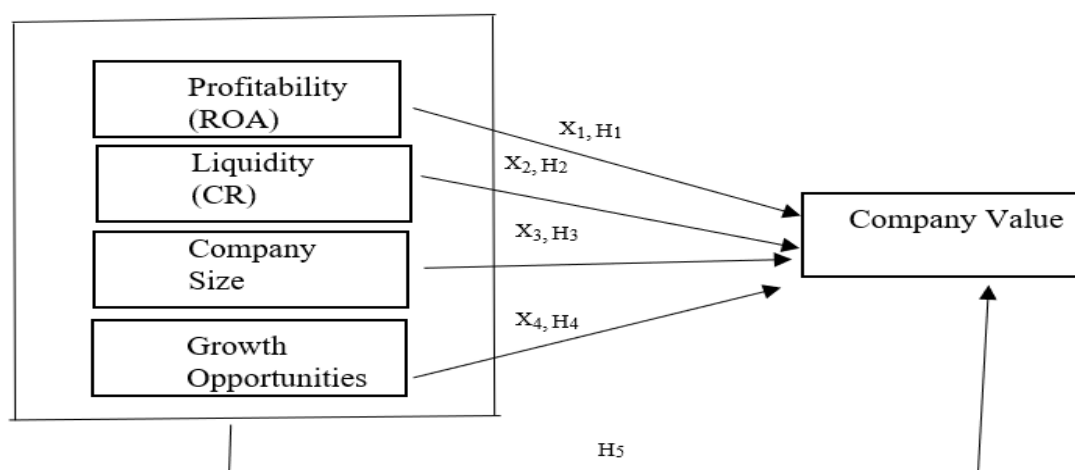 Profitability
(ROA)
X₁, H₁
Liquidity
(CR)
X₂, H₂
Company
Size
X₃, H₃
Growth
Opportunities
X₄, H₄
Company Value
H₅